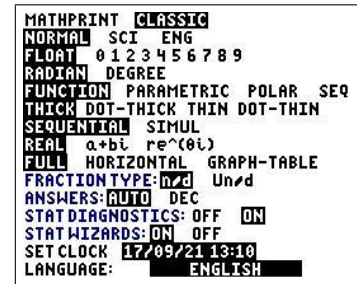 MATHPRINT CLASSIC
NORMAL SCI ENG
FLOAT 0 1 2 3 4 5 6 7 8 9
RADIAN DEGREE
FUNCTION PARAMETRIC POLAR SEQ
THICK DOT-THICK THIN DOT-THIN
SEQUENTIAL SIMUL
REAL a+bi re^(θi)
FULL HORIZONTAL GRAPH-TABLE
FRACTION TYPE: n/d Un/d
ANSWERS: AUTO DEC
STAT DIAGNOSTICS: OFF ON
STAT WIZARDS: ON OFF
SET CLOCK 17/09/21 13:10
LANGUAGE: ENGLISH